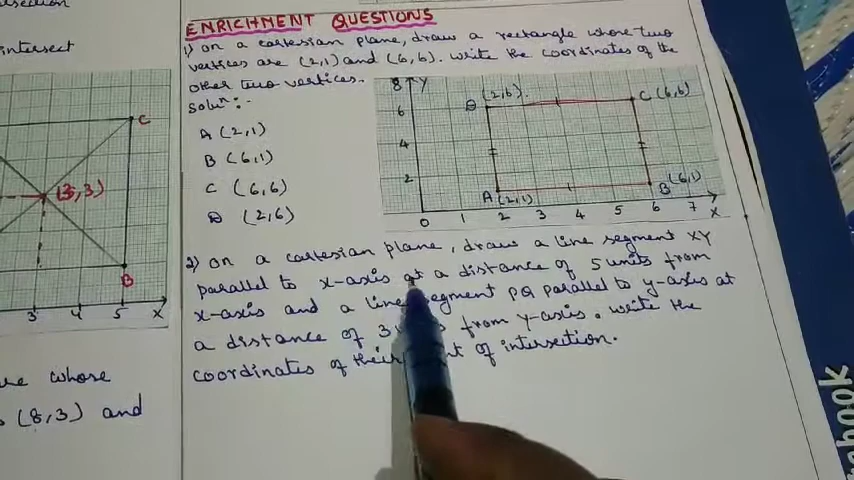 intersect
C
(3,3)
B
3 4 5 X
whose
(8,3) and
ENRICHMENT QUESTIONS
1) on a cartesian plane, draw a rectangle whose two
vertices are (2,1) and (6,6). write the coordinates of the
other two vertices.
soluⁿ:-
A (2,1)
B (6,1)
C (6,6)
D (2,6)
8 Y
6 D (2,6). C (6,6)
4
2
A (2,1) B (6,1)
0 1 2 3 4 5 6 7 X
2) on a cartesian plane, draw a line segment XY
parallel to x-axis at a distance of 5 units from
x-axis and a line segment PQ parallel to y-axis at
a distance of 3 from y-axis. write the
coordinates of their of intersection.